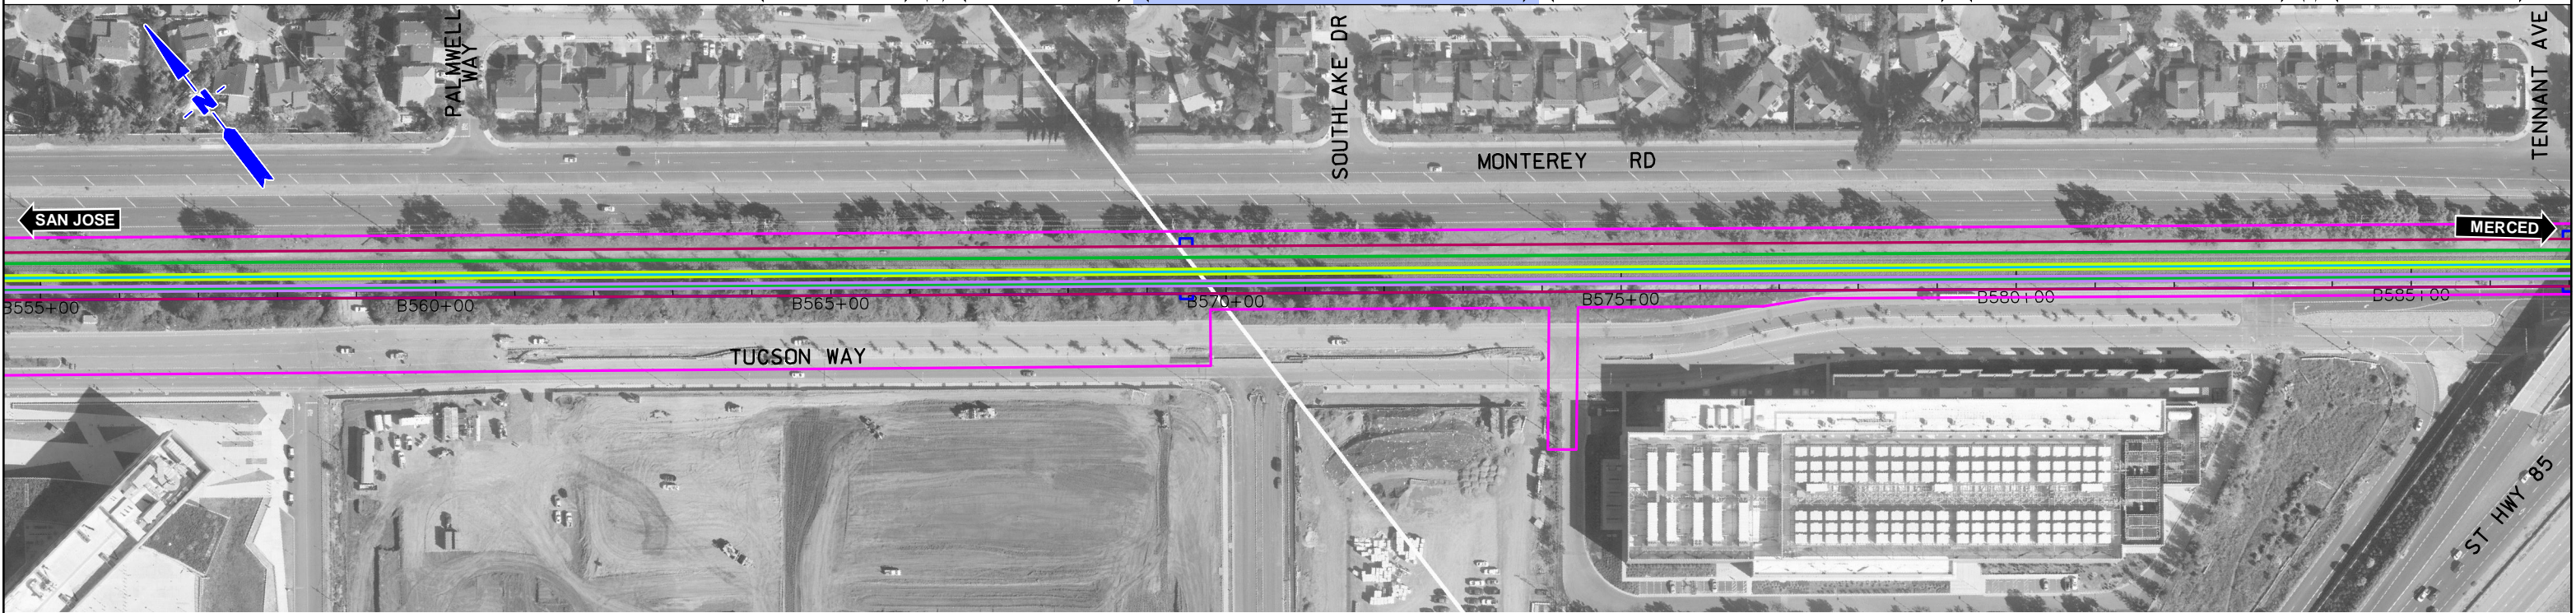 PALMWELL
WAY
SOUTHLAKE DR
TENNANT AVE
N
MONTEREY RD
SAN JOSE
MERCED
B555+00
B560+00
B565+00
B570+00
B575+00
B580+00
B585+00
TUCSON WAY
ST HWY 85